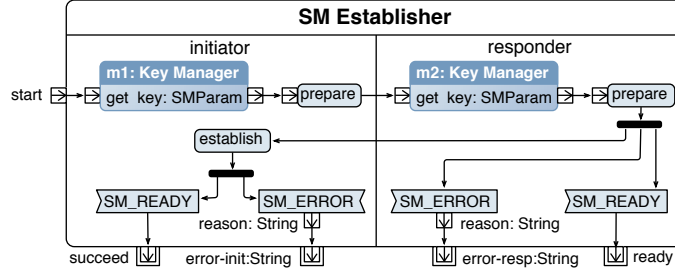 SM Establisher
initiator
responder
m1: Key Manager
get key: SMParam
prepare
m2: Key Manager
get key: SMParam
prepare
start
establish
SM_READY
SM_ERROR
SM_ERROR
SM_READY
reason: String
reason: String
succeed
error-init:String
error-resp:String
ready